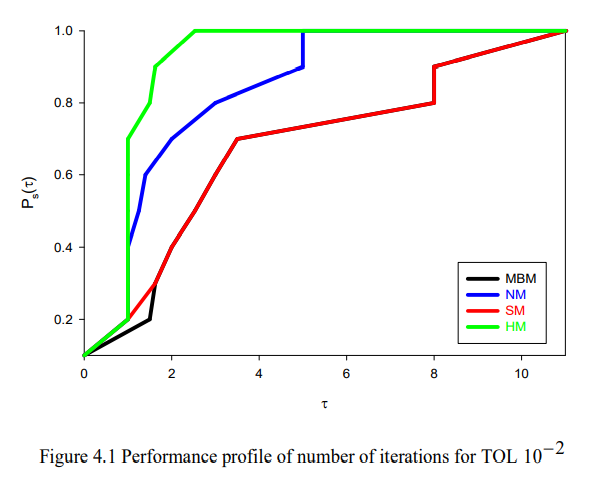 1.0
0.8
0.6
0.4
0.2
Ps(τ)
0 2 4 6 8 10
τ
MBM
NM
SM
HM
Figure 4.1 Performance profile of number of iterations for TOL 10−2